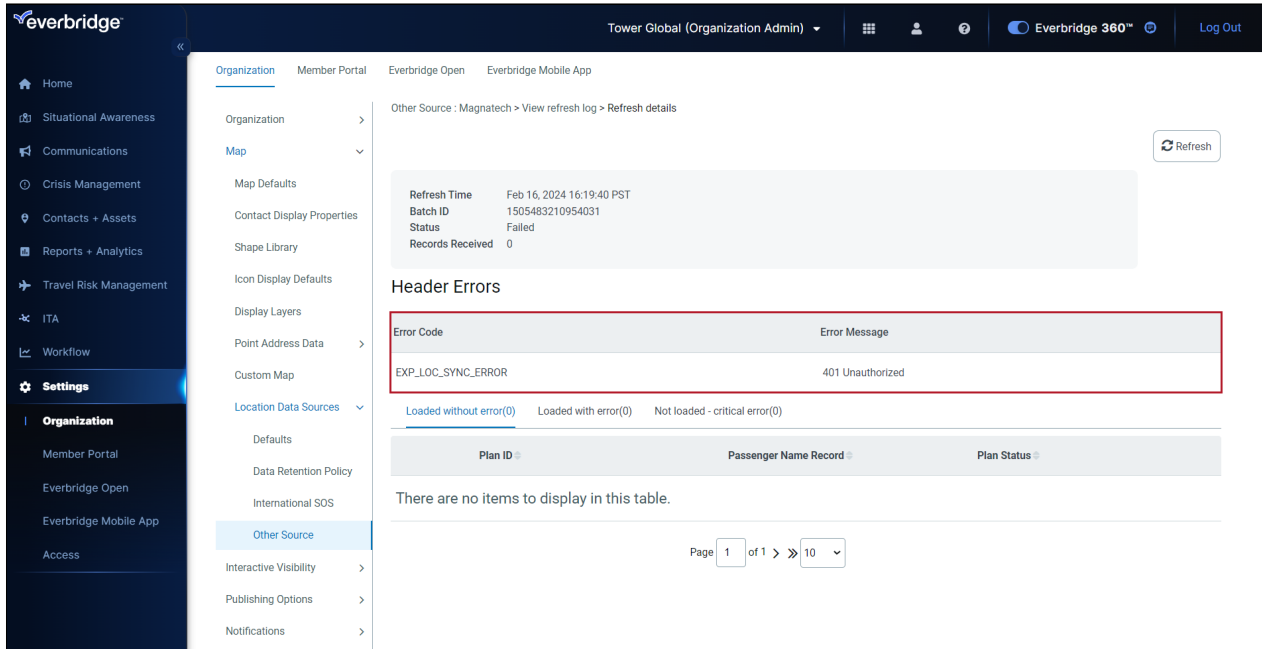 everbridge™
Tower Global (Organization Admin)
Everbridge 360™
Log Out
Home
Situational Awareness
Communications
Crisis Management
Contacts + Assets
Reports + Analytics
Travel Risk Management
ITA
Workflow
Settings
Organization
Member Portal
Everbridge Open
Everbridge Mobile App
Access
Organization Member Portal Everbridge Open Everbridge Mobile App
Organization
Map
Map Defaults
Contact Display Properties
Shape Library
Icon Display Defaults
Display Layers
Point Address Data
Custom Map
Location Data Sources
Defaults
Data Retention Policy
International SOS
Other Source
Interactive Visibility
Publishing Options
Notifications
Other Source : Magnatech > View refresh log > Refresh details
Refresh
Refresh Time Feb 16, 2024 16:19:40 PST
Batch ID 1505483210954031
Status Failed
Records Received 0
Header Errors
Error Code Error Message
EXP_LOC_SYNC_ERROR 401 Unauthorized
Loaded without error(0) Loaded with error(0) Not loaded - critical error(0)
Plan ID Passenger Name Record Plan Status
There are no items to display in this table.
Page 1 of 1 > » 10